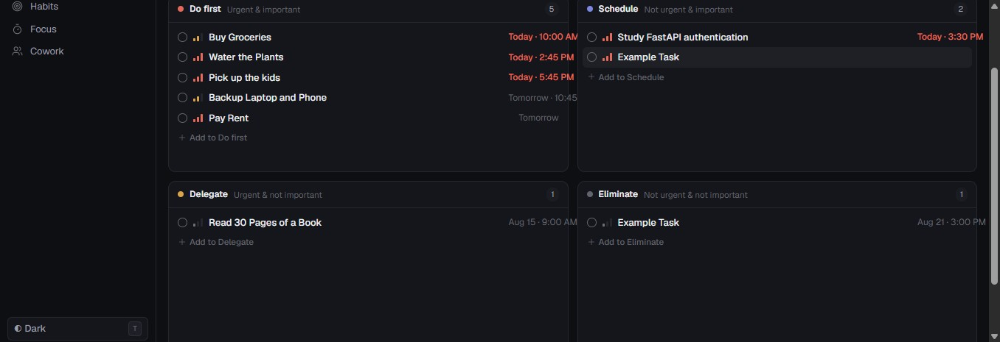 Habits
Focus
Cowork
Dark T
Do first Urgent & important 5
Buy Groceries Today · 10:00 AM
Water the Plants Today · 2:45 PM
Pick up the kids Today · 5:45 PM
Backup Laptop and Phone Tomorrow · 10:45
Pay Rent Tomorrow
+ Add to Do first
Schedule Not urgent & important 2
Study FastAPI authentication Today · 3:30 PM
Example Task
+ Add to Schedule
Delegate Urgent & not important 1
Read 30 Pages of a Book Aug 15 · 9:00 AM
+ Add to Delegate
Eliminate Not urgent & not important 1
Example Task Aug 21 · 3:00 PM
+ Add to Eliminate